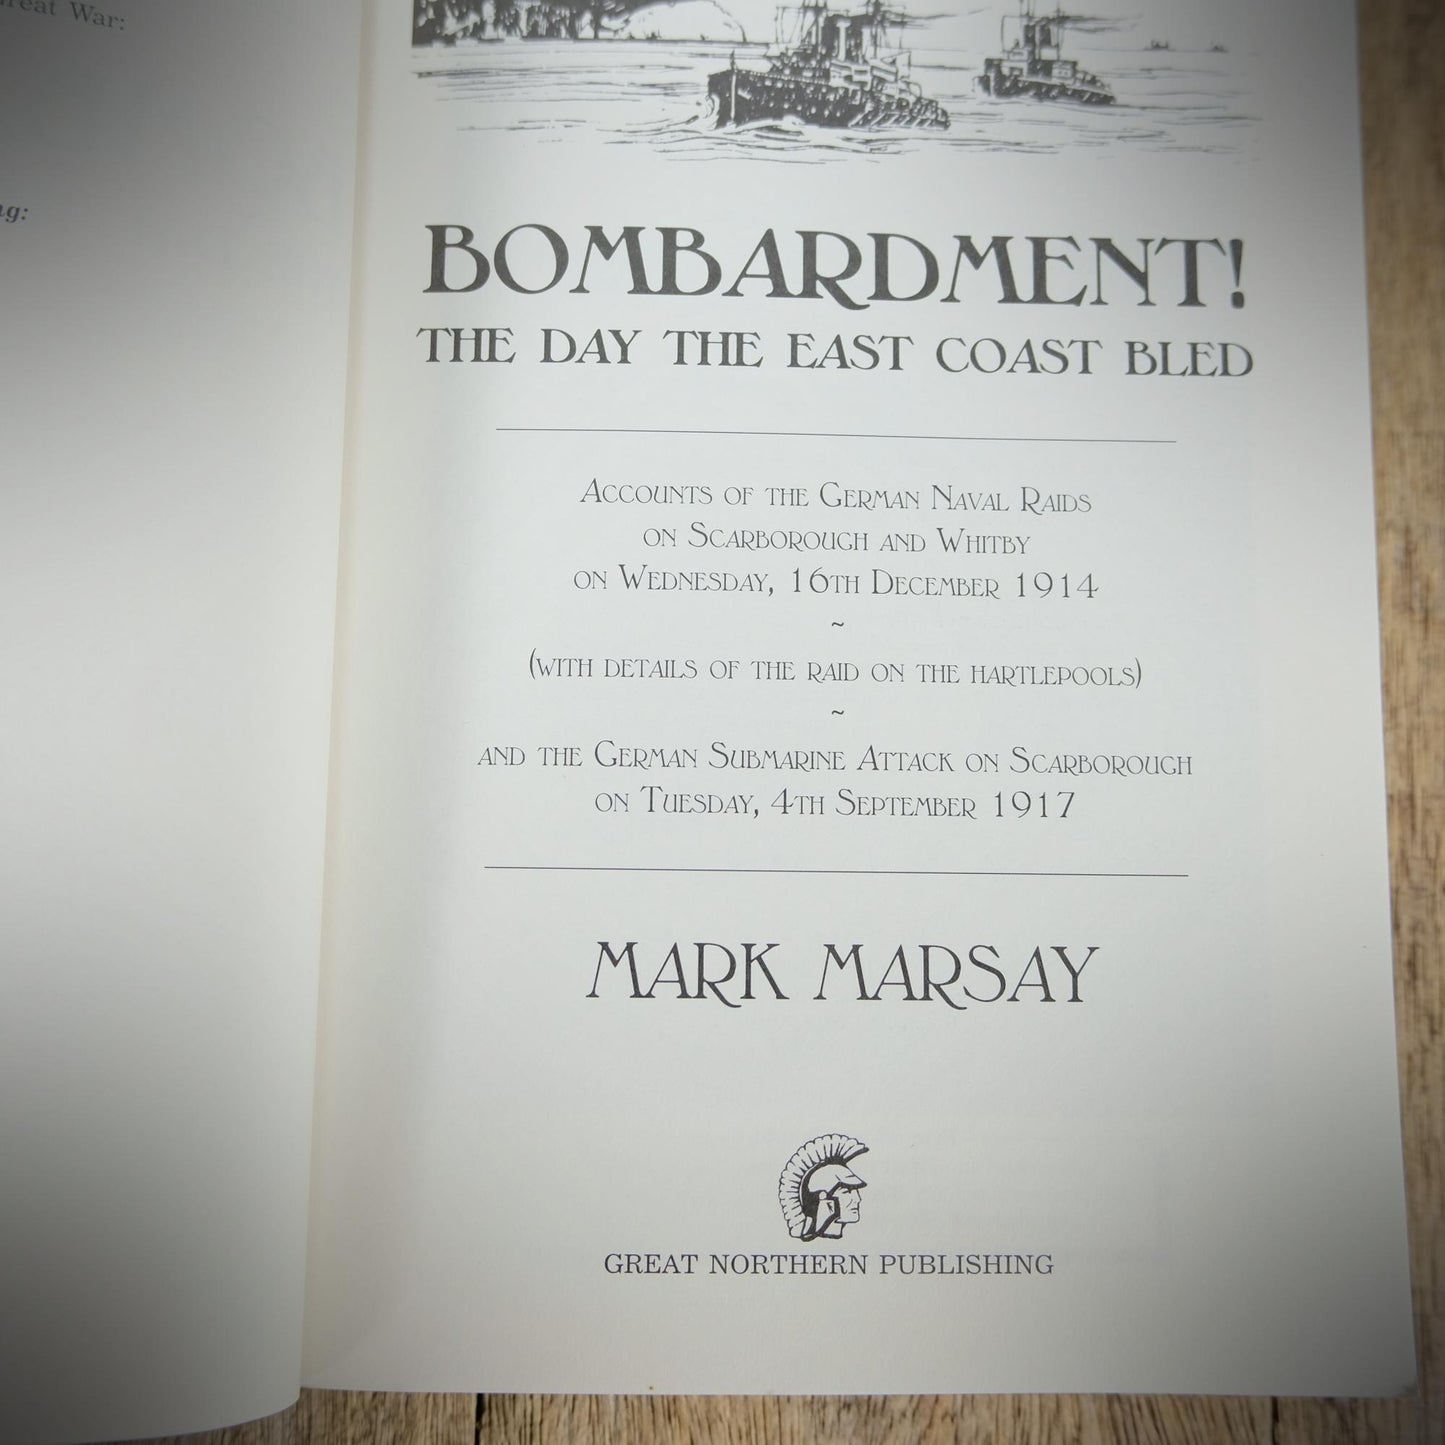 Great War:
BOMBARDMENT!
THE DAY THE EAST COAST BLED
ACCOUNTS OF THE GERMAN NAVAL RAIDS
ON SCARBOROUGH AND WHITBY
ON WEDNESDAY, 16TH DECEMBER 1914
~
(WITH DETAILS OF THE RAID ON THE HARTLEPOOLS)
~
AND THE GERMAN SUBMARINE ATTACK ON SCARBOROUGH
ON TUESDAY, 4TH SEPTEMBER 1917
MARK MARSAY
GREAT NORTHERN PUBLISHING